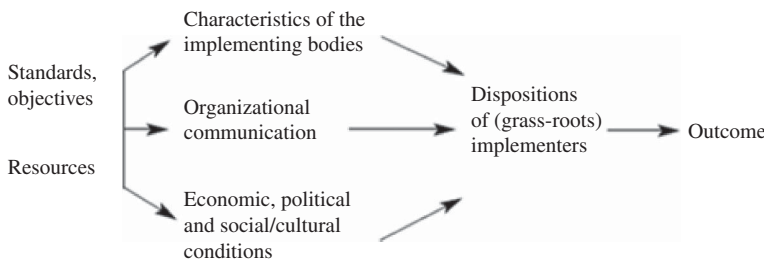 Standards,
objectives
Resources
Characteristics of the
implementing bodies
Organizational
communication
Economic, political
and social/cultural
conditions
Dispositions
of (grass-roots)
implementers
Outcome